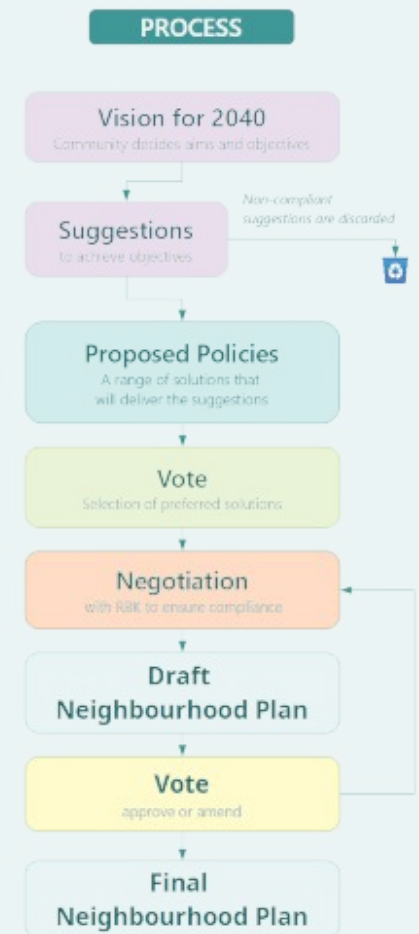 PROCESS
Vision for 2040
Community decides aims and objectives
Suggestions
to achieve objectives
Non-compliant
suggestions are discarded
Proposed Policies
A range of solutions that
will deliver the suggestions
Vote
Selection of preferred solutions
Negotiation
with RBK to ensure compliance
Draft
Neighbourhood Plan
Vote
approve or amend
Final
Neighbourhood Plan